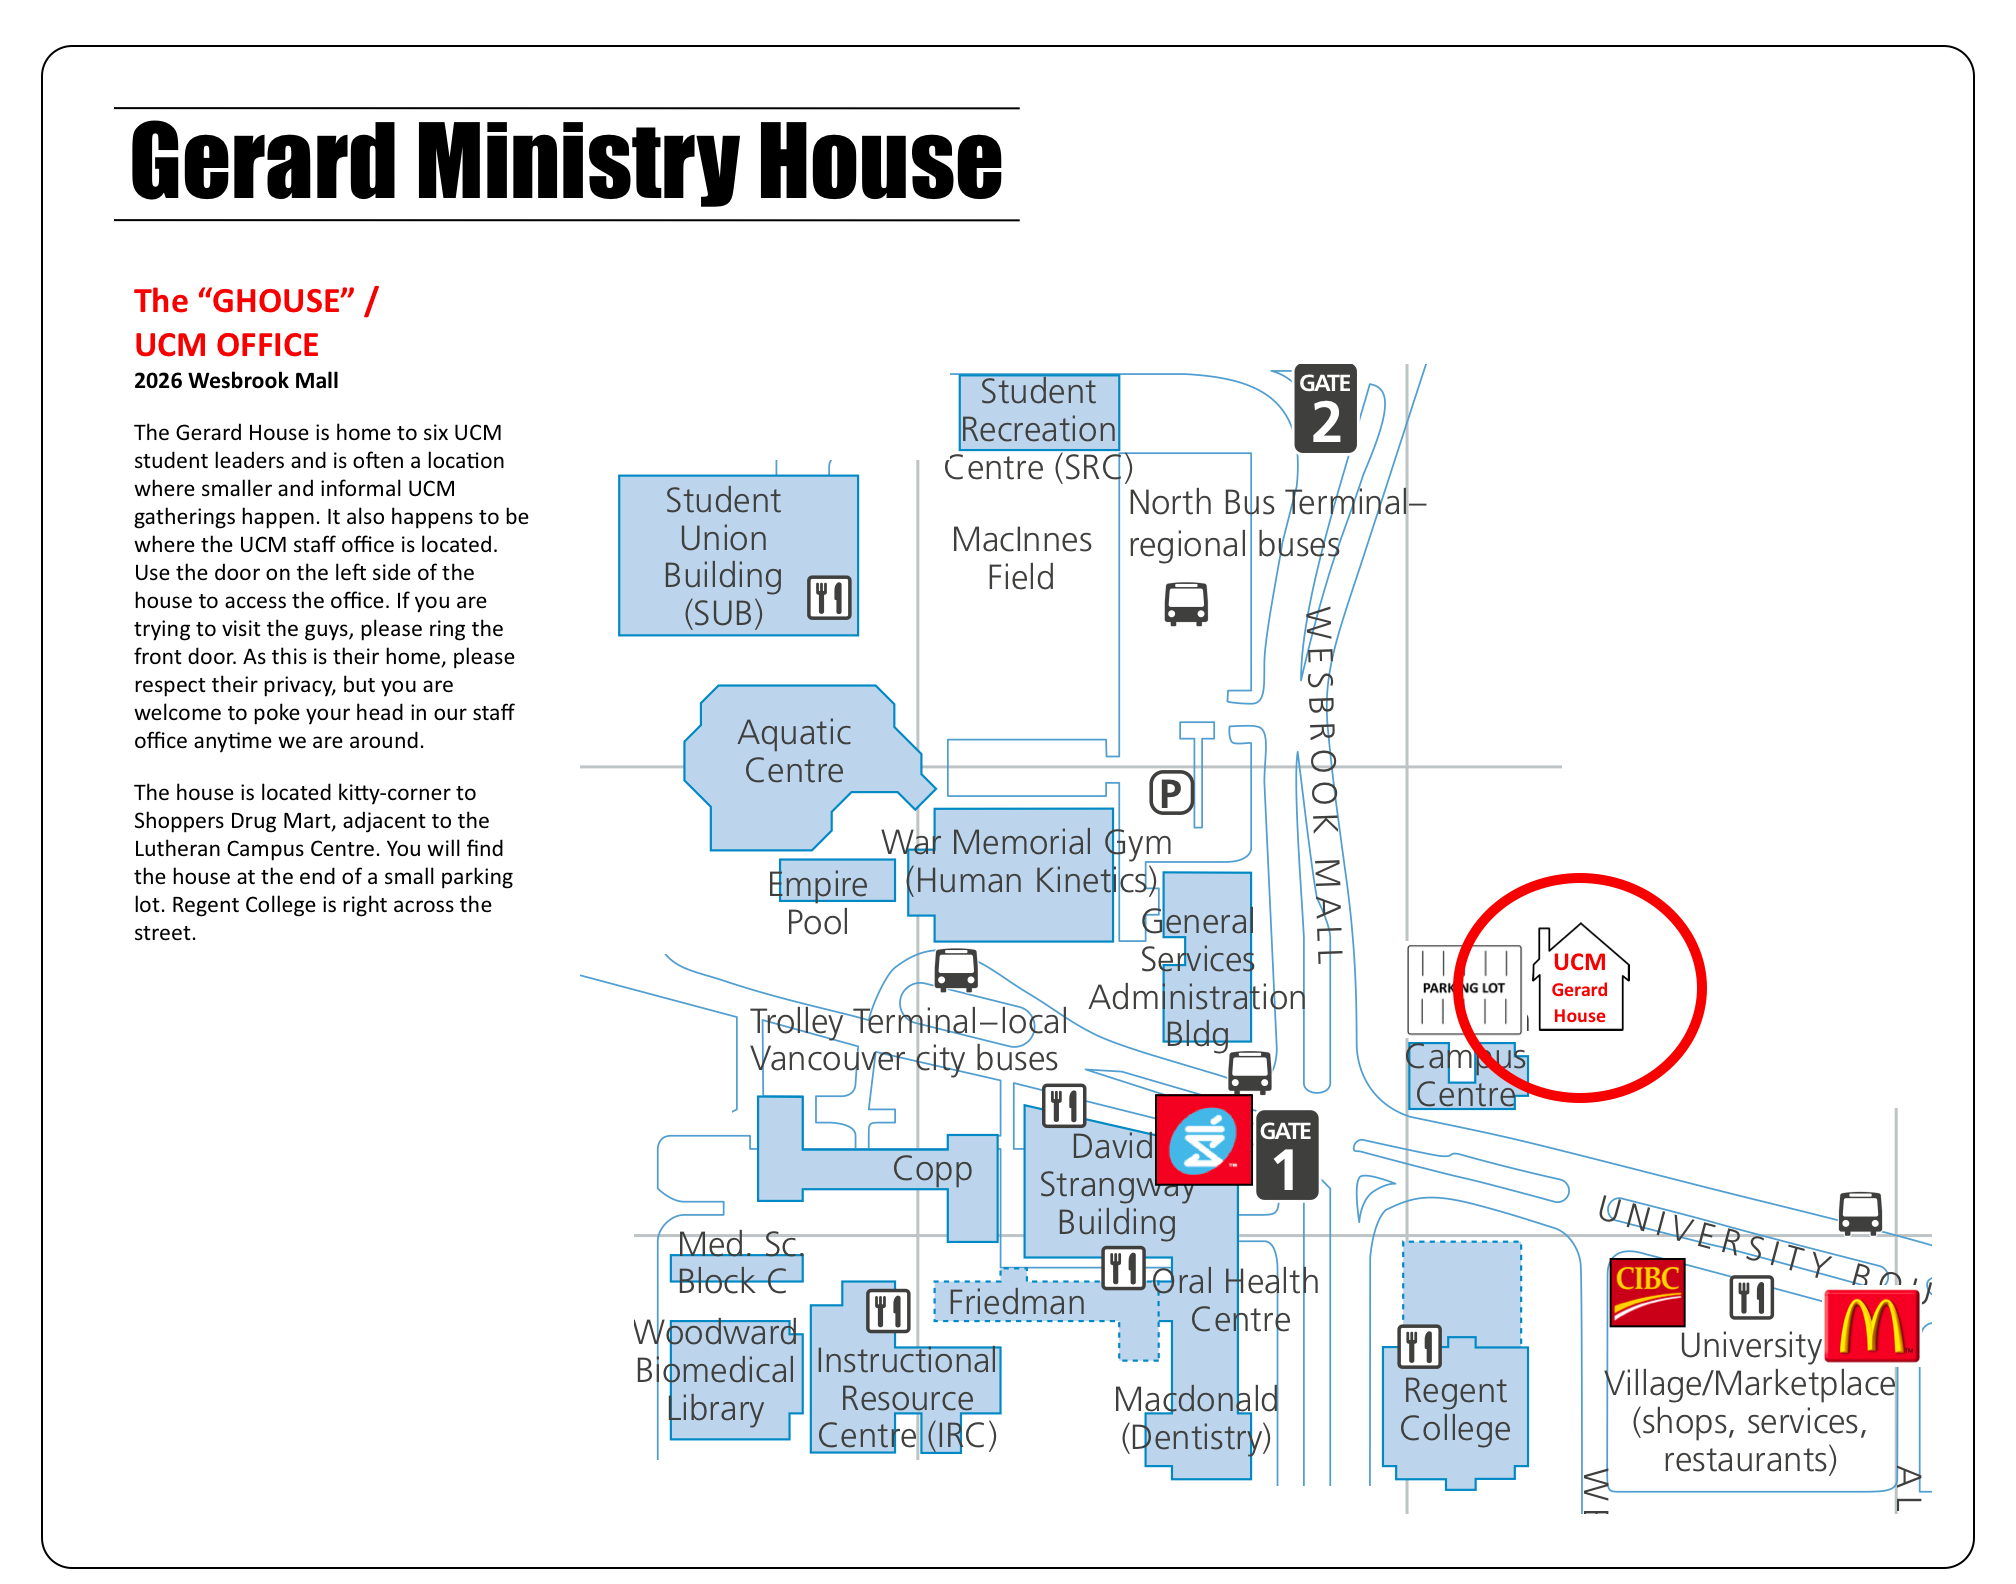 Gerard Ministry House
The “GHOUSE” /
UCM OFFICE
2026 Wesbrook Mall
The Gerard House is home to six UCM
student leaders and is often a location
where smaller and informal UCM
gatherings happen. It also happens to be
where the UCM staff office is located.
Use the door on the left side of the
house to access the office. If you are
trying to visit the guys, please ring the
front door. As this is their home, please
respect their privacy, but you are
welcome to poke your head in our staff
office anytime we are around.
The house is located kitty-corner to
Shoppers Drug Mart, adjacent to the
Lutheran Campus Centre. You will find
the house at the end of a small parking
lot. Regent College is right across the
street.
Student
Recreation
Centre (SRC)
GATE
2
Student
Union
Building
(SUB)
MacInnes
Field
North Bus Terminal–
regional buses
WESBROOK MALL
Aquatic
Centre
P
War Memorial Gym
(Human Kinetics)
Empire
Pool
General
Services
Administration
Bldg
PARKING LOT
UCM
Gerard
House
Campus
Centre
Trolley Terminal–local
Vancouver city buses
GATE
1
David
Strangway
Building
Copp
Med. Sc.
Block C
Friedman
Oral Health
Centre
Woodward
Biomedical
Library
Instructional
Resource
Centre (IRC)
Macdonald
(Dentistry)
Regent
College
UNIVERSITY BOU
CIBC
University
Village/Marketplace
(shops, services,
restaurants)
WE
AL